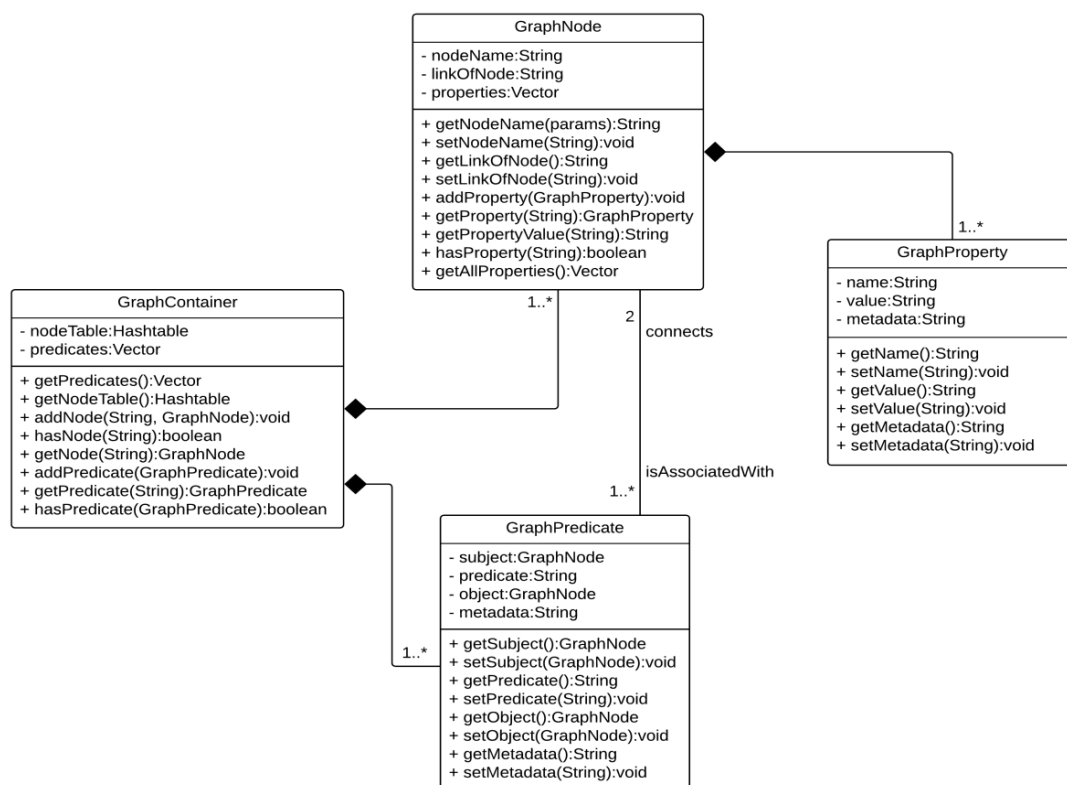 GraphNode
- nodeName:String
- linkOfNode:String
- properties:Vector
+ getNodeName(params):String
+ setNodeName(String):void
+ getLinkOfNode():String
+ setLinkOfNode(String):void
+ addProperty(GraphProperty):void
+ getProperty(String):GraphProperty
+ getPropertyValue(String):String
+ hasProperty(String):boolean
+ getAllProperties():Vector
1..*
GraphProperty
- name:String
- value:String
- metadata:String
+ getName():String
+ setName(String):void
+ getValue():String
+ setValue(String):void
+ getMetadata():String
+ setMetadata(String):void
GraphContainer
- nodeTable:Hashtable
- predicates:Vector
+ getPredicates():Vector
+ getNodeTable():Hashtable
+ addNode(String, GraphNode):void
+ hasNode(String):boolean
+ getNode(String):GraphNode
+ addPredicate(GraphPredicate):void
+ getPredicate(String):GraphPredicate
+ hasPredicate(GraphPredicate):boolean
1..*
2
connects
isAssociatedWith
1..*
1..*
GraphPredicate
- subject:GraphNode
- predicate:String
- object:GraphNode
- metadata:String
+ getSubject():GraphNode
+ setSubject(GraphNode):void
+ getPredicate():String
+ setPredicate(String):void
+ getObject():GraphNode
+ setObject(GraphNode):void
+ getMetadata():String
+ setMetadata(String):void